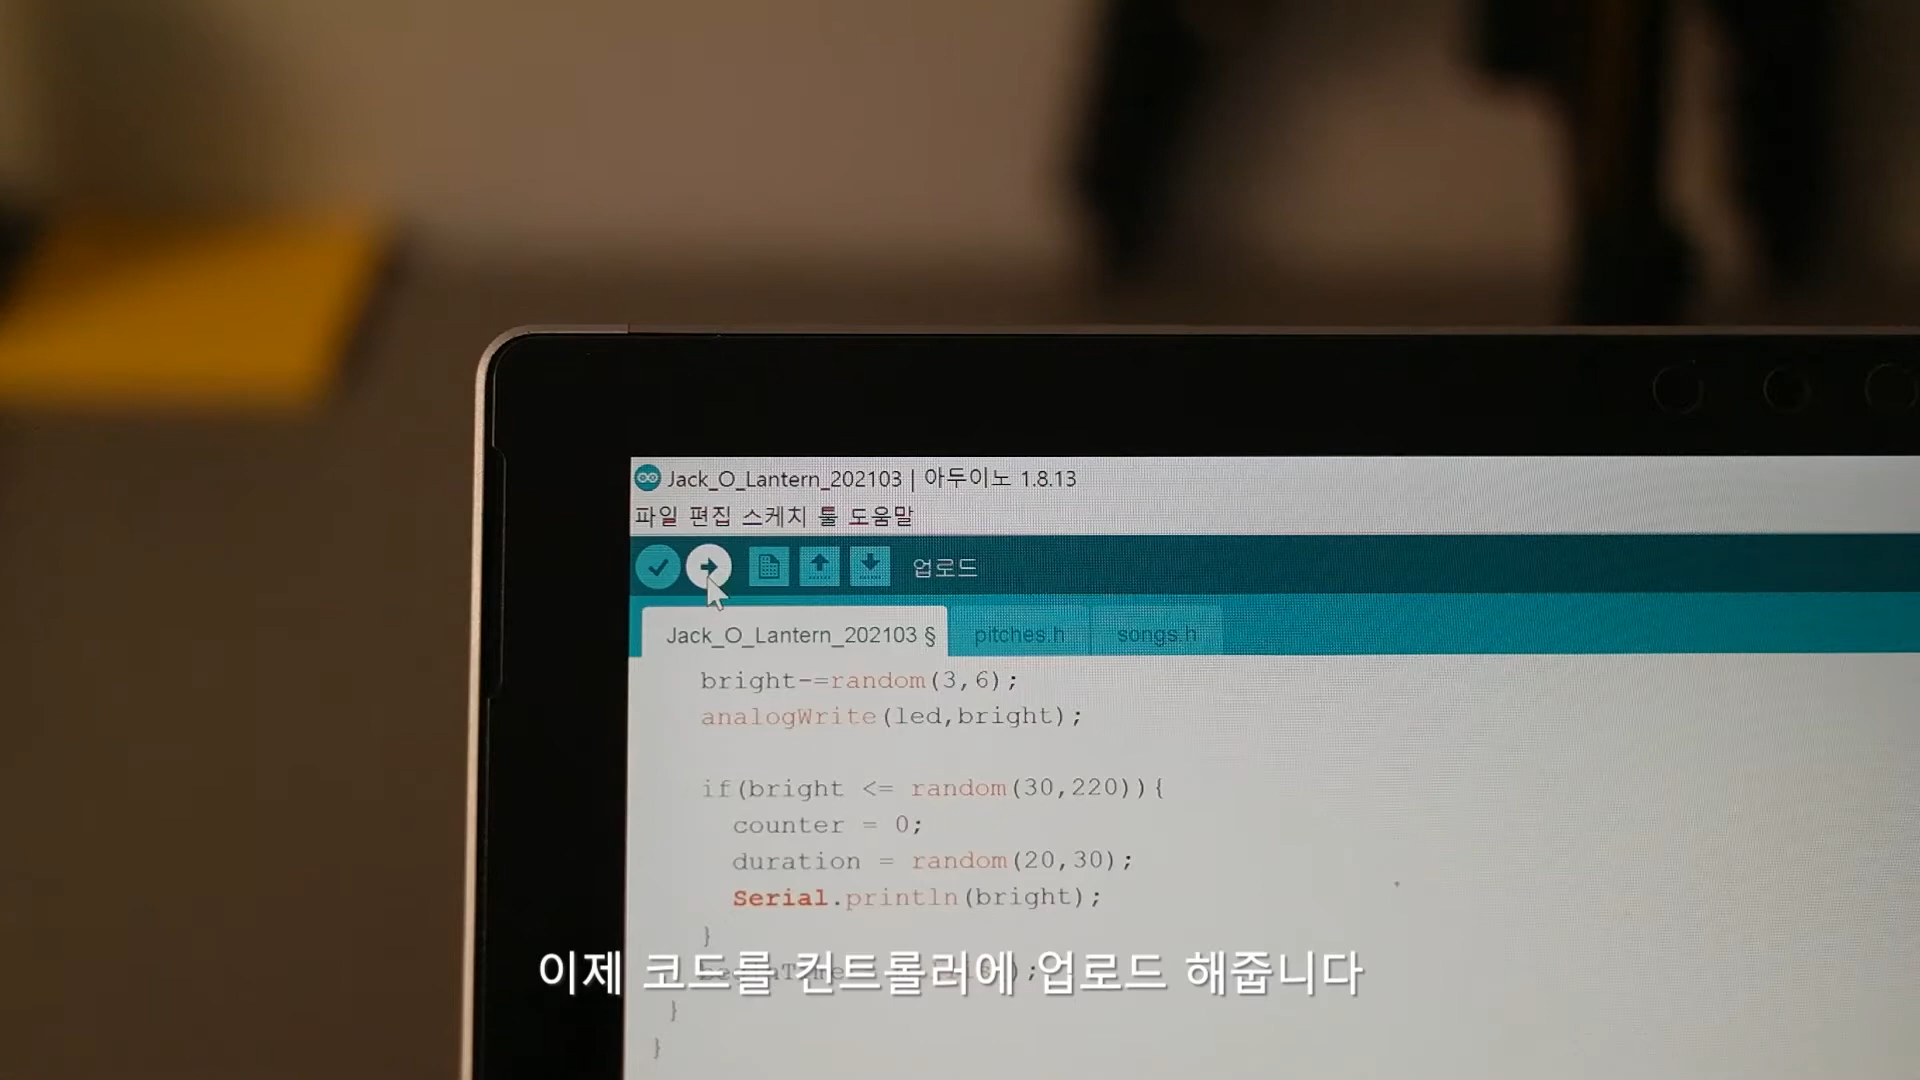 Jack_O_Lantern_202103 | 아두이노 1.8.13
파일 편집 스케치 툴 도움말
업로드
Jack_O_Lantern_202103 § pitches.h songs.h
bright-=random(3,6);
analogWrite(led,bright);
if(bright <= random(30,220)){
counter = 0;
duration = random(20,30);
Serial.println(bright);
}
이제 코드를 컨트롤러에 업로드 해줍니다
}
}